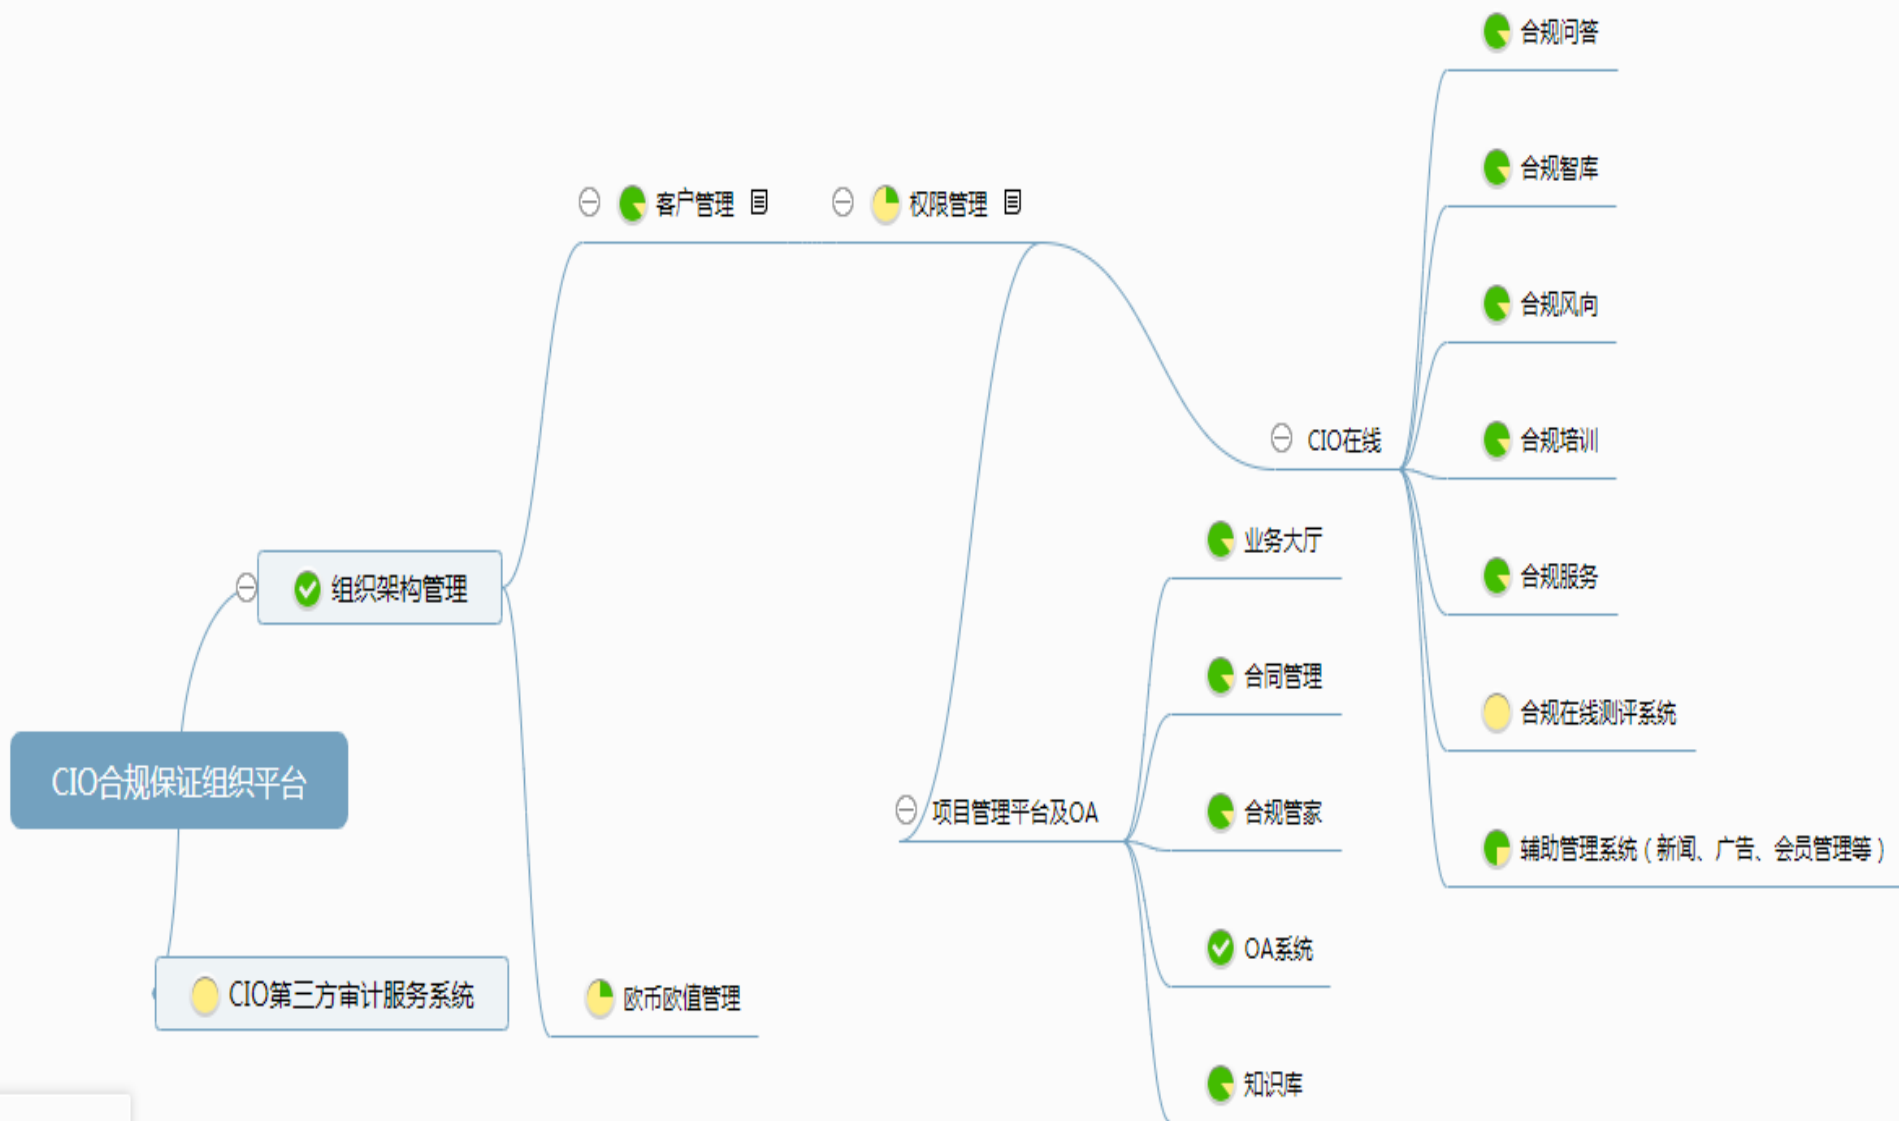 合规问答
合规智库
客户管理
权限管理
合规风向
CIO在线
合规培训
业务大厅
合规服务
组织架构管理
合同管理
合规在线测评系统
CIO合规保证组织平台
项目管理平台及OA
合规管家
辅助管理系统（新闻、广告、会员管理等）
OA系统
CIO第三方审计服务系统
欧币欧值管理
知识库